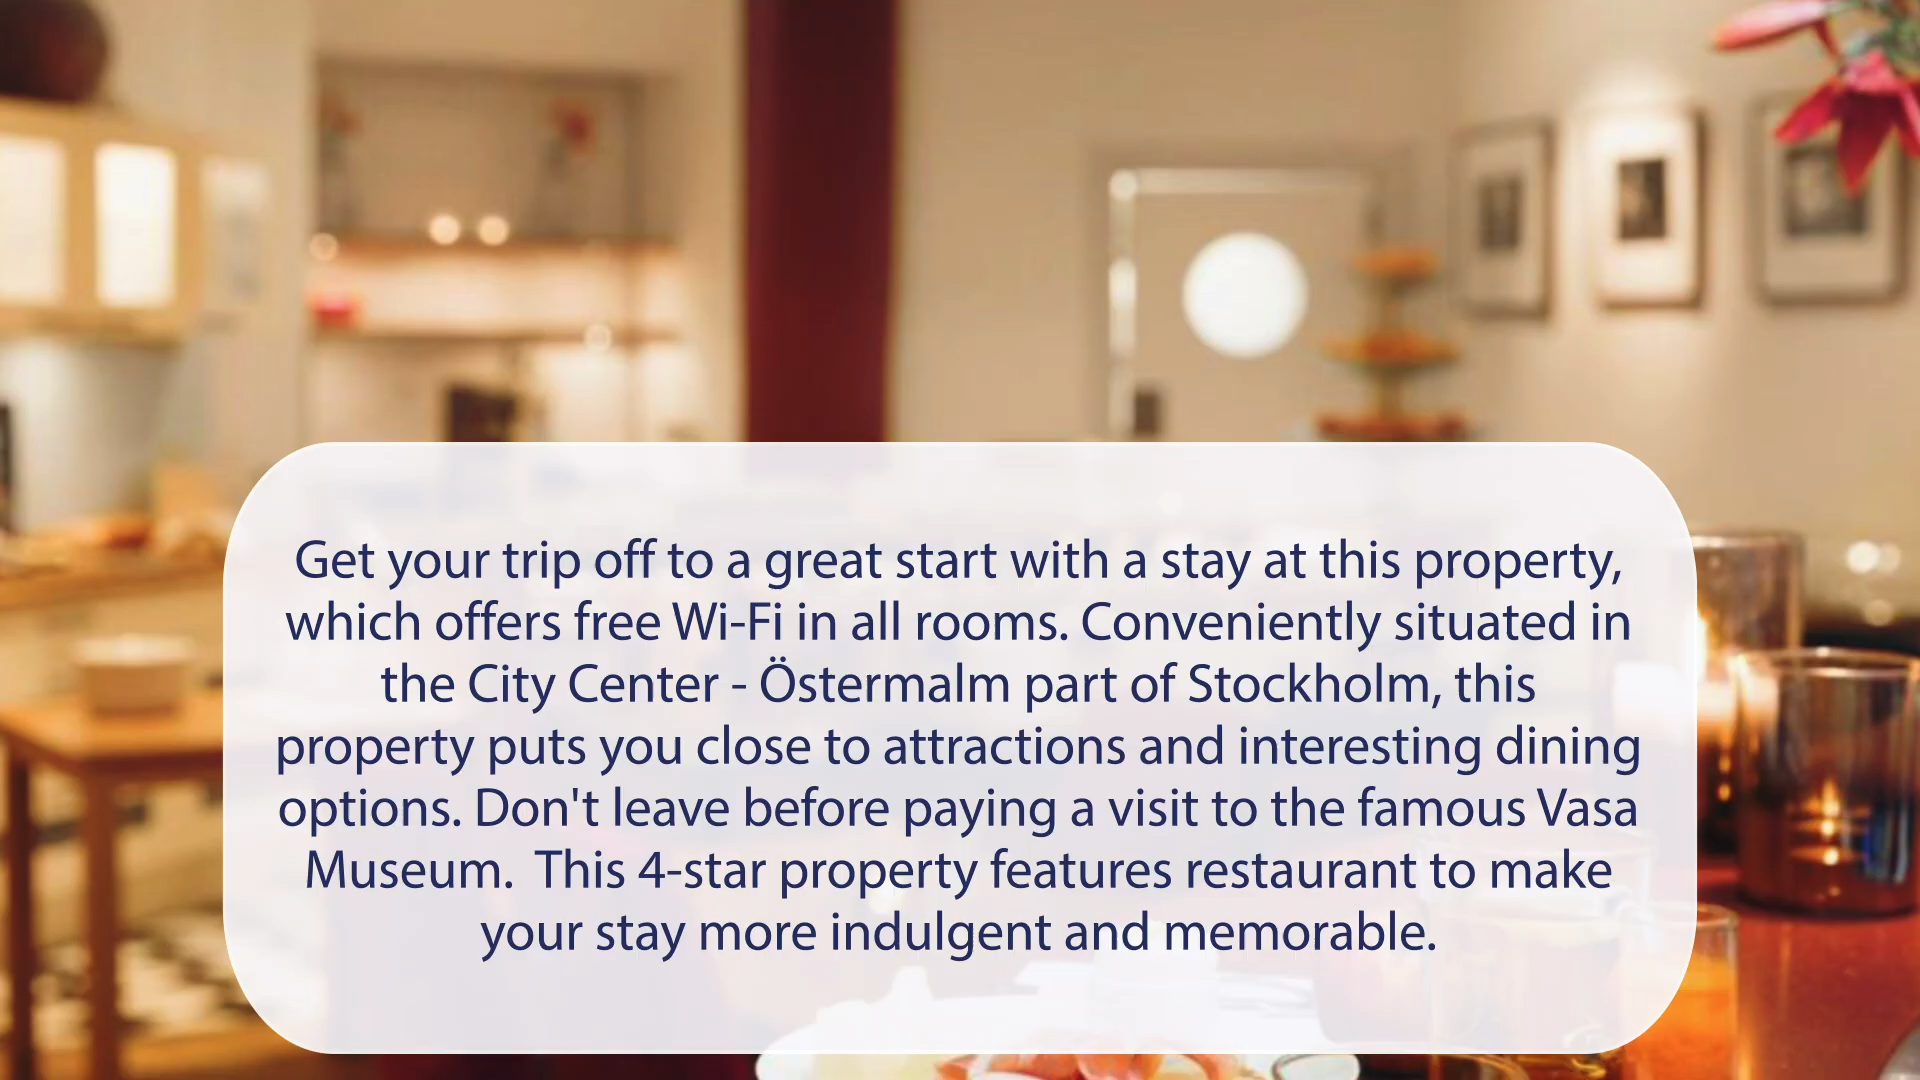 Get your trip off to a great start with a stay at this property,
which offers free Wi-Fi in all rooms. Conveniently situated in
the City Center - Östermalm part of Stockholm, this
property puts you close to attractions and interesting dining
options. Don't leave before paying a visit to the famous Vasa
Museum.  This 4-star property features restaurant to make
your stay more indulgent and memorable.